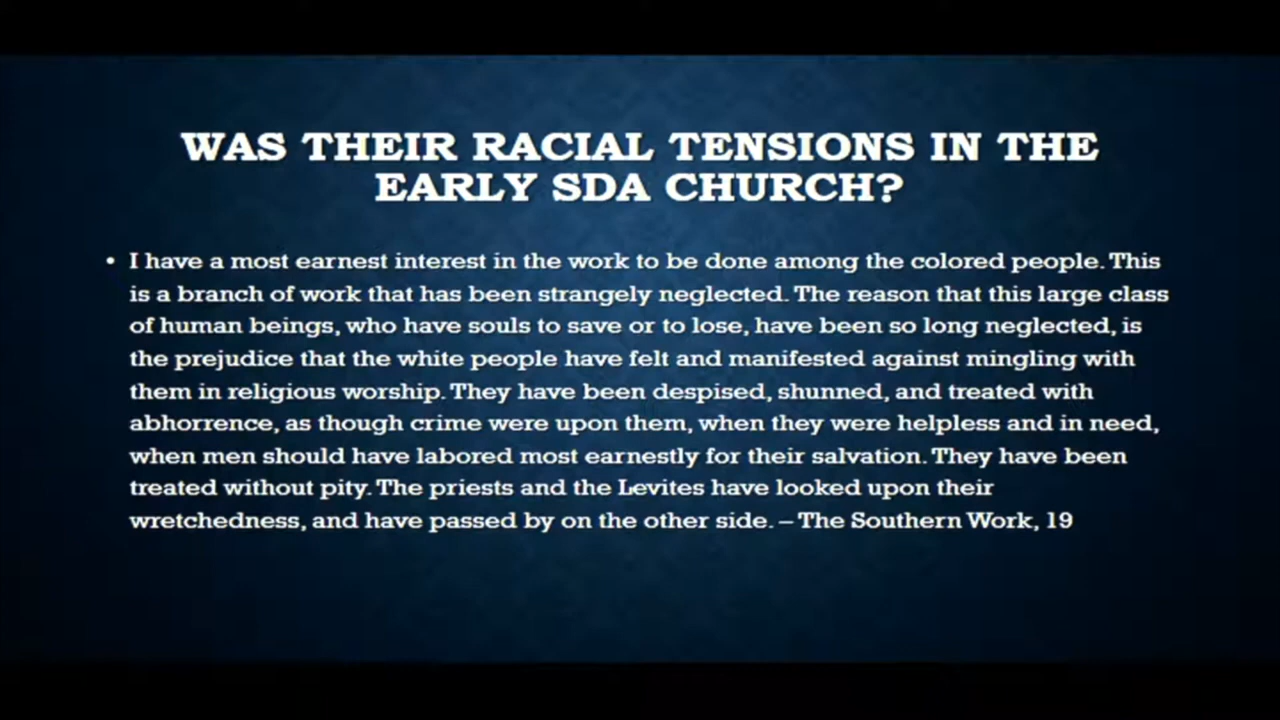 WAS THEIR RACIAL TENSIONS IN THE
EARLY SDA CHURCH?
• I have a most earnest interest in the work to be done among the colored people. This
is a branch of work that has been strangely neglected. The reason that this large class
of human beings, who have souls to save or to lose, have been so long neglected, is
the prejudice that the white people have felt and manifested against mingling with
them in religious worship. They have been despised, shunned, and treated with
abhorrence, as though crime were upon them, when they were helpless and in need,
when men should have labored most earnestly for their salvation. They have been
treated without pity. The priests and the Levites have looked upon their
wretchedness, and have passed by on the other side. – The Southern Work, 19